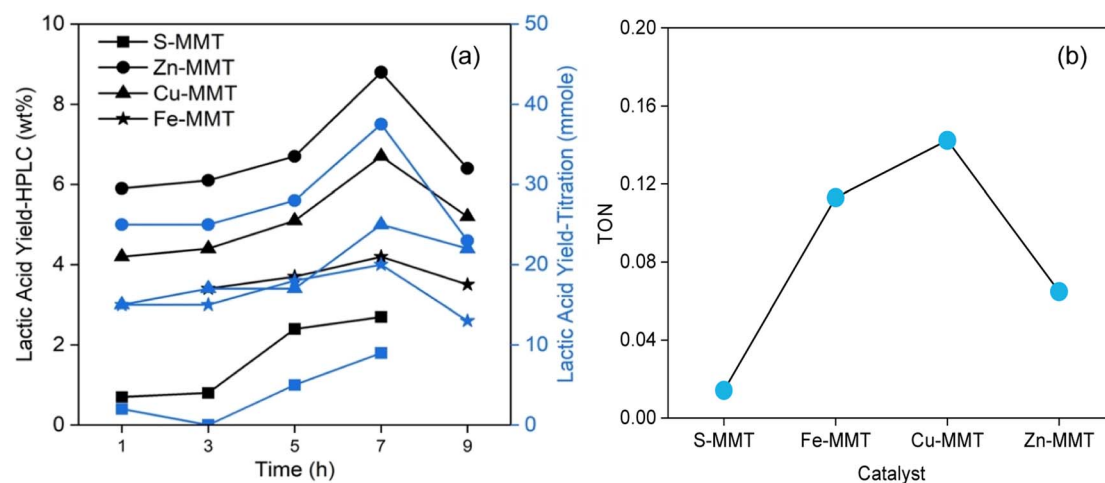 (a)
S-MMT
Zn-MMT
Cu-MMT
Fe-MMT
Lactic Acid Yield-HPLC (wt%)
10
8
6
4
2
0
1 3 5 7 9
Time (h)
50
40
30
20
10
0
Lactic Acid Yield-Titration (mmole)
(b)
TON
0.20
0.16
0.12
0.08
0.04
0.00
S-MMT Fe-MMT Cu-MMT Zn-MMT
Catalyst